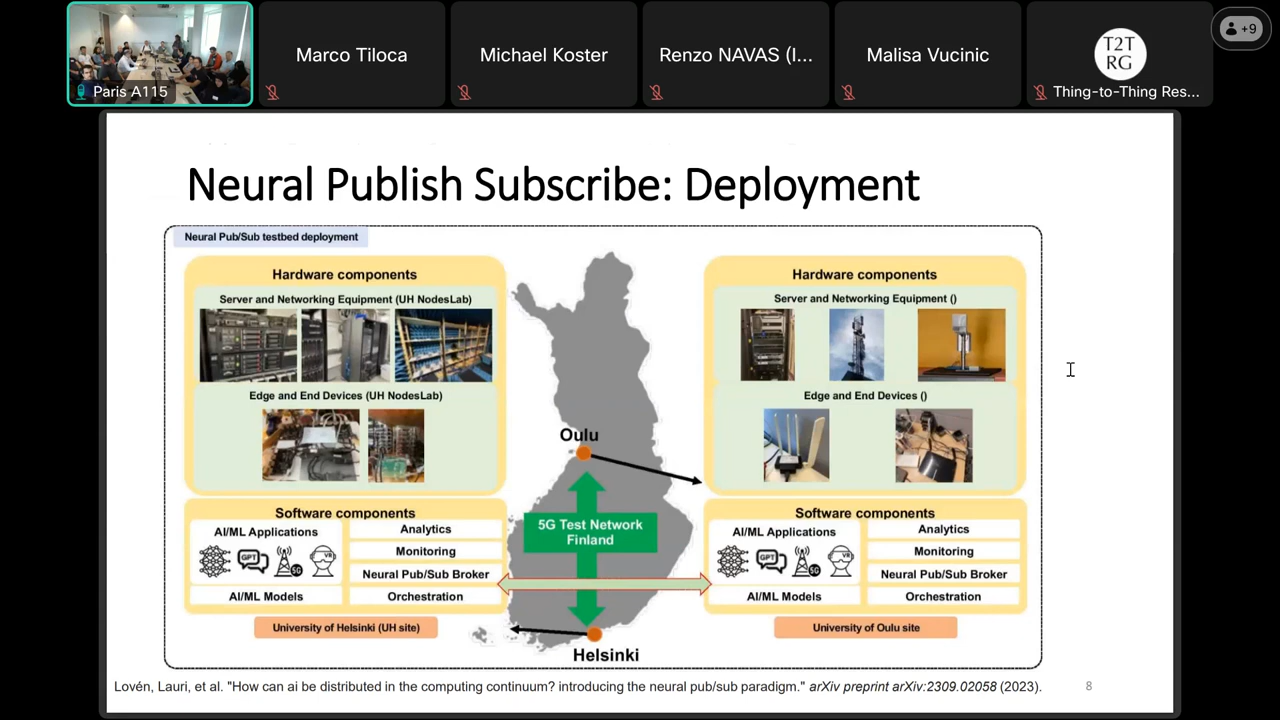 Paris A115
Marco Tiloca
Michael Koster
Renzo NAVAS (I...
Malisa Vucinic
T2T
RG
Thing-to-Thing Res...
+9
Neural Publish Subscribe: Deployment
Neural Pub/Sub testbed deployment
Hardware components
Server and Networking Equipment (UH NodesLab)
Edge and End Devices (UH NodesLab)
Software components
AI/ML Applications
GPT
5G
VR
AI/ML Models
Analytics
Monitoring
Neural Pub/Sub Broker
Orchestration
University of Helsinki (UH site)
Oulu
5G Test Network
Finland
Helsinki
Hardware components
Server and Networking Equipment ()
Edge and End Devices ()
Software components
AI/ML Applications
GPT
5G
VR
AI/ML Models
Analytics
Monitoring
Neural Pub/Sub Broker
Orchestration
University of Oulu site
Lovén, Lauri, et al. "How can ai be distributed in the computing continuum? introducing the neural pub/sub paradigm." arXiv preprint arXiv:2309.02058 (2023).
8